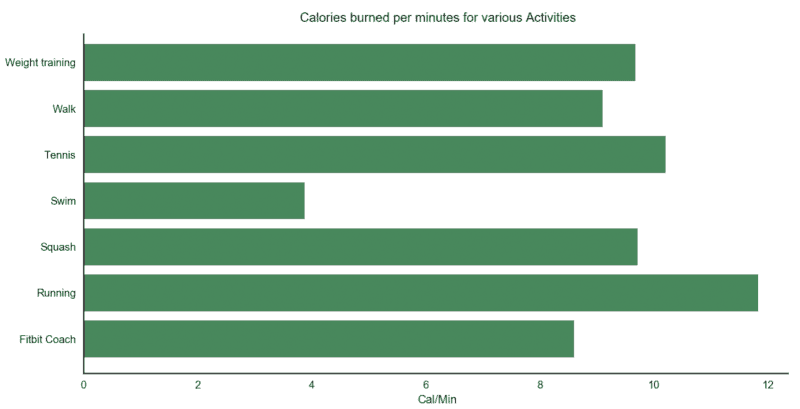 Calories burned per minutes for various Activities
Weight training
Walk
Tennis
Swim
Squash
Running
Fitbit Coach
0 2 4 6 8 10 12
Cal/Min